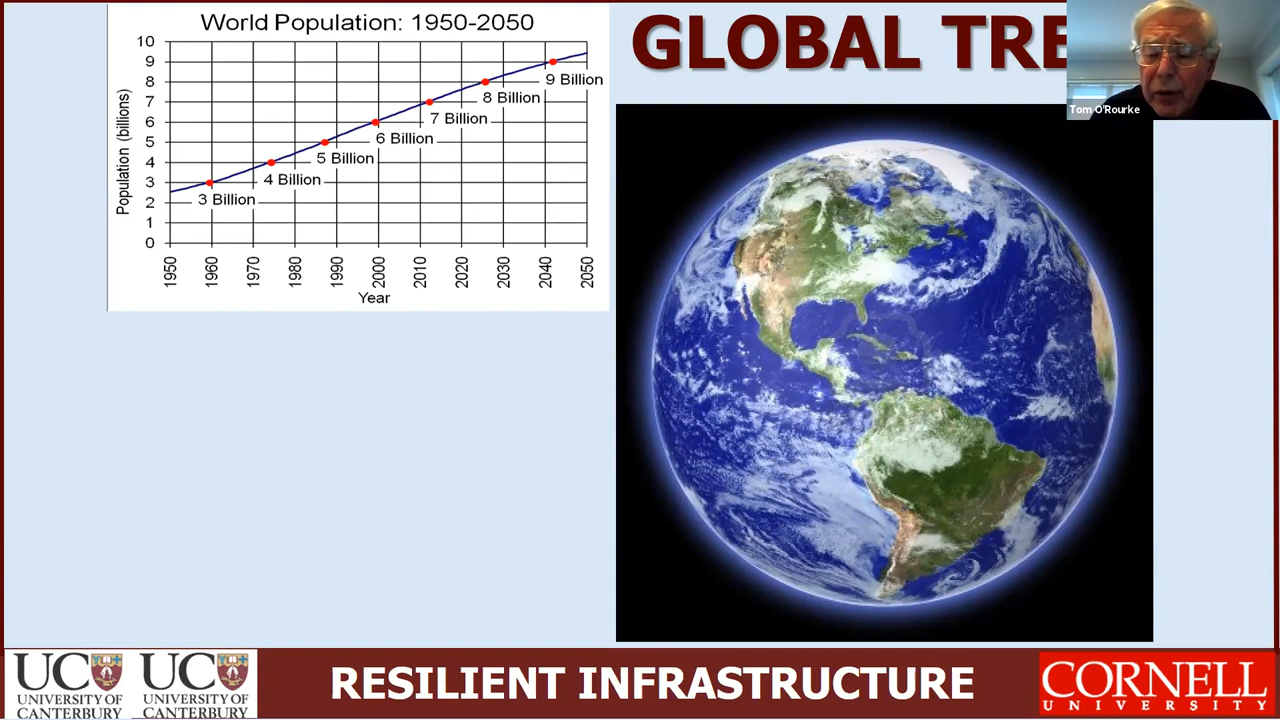 World Population: 1950-2050
Population (billions)
10
9
8
7
6
5
4
3
2
1
0
3 Billion
4 Billion
5 Billion
6 Billion
7 Billion
8 Billion
9 Billion
1950
1960
1970
1980
1990
2000
2010
2020
2030
2040
2050
Year
GLOBAL TRE
Tom O'Rourke
UC
UNIVERSITY OF
CANTERBURY
UC
UNIVERSITY OF
CANTERBURY
RESILIENT INFRASTRUCTURE
CORNELL
UNIVERSITY